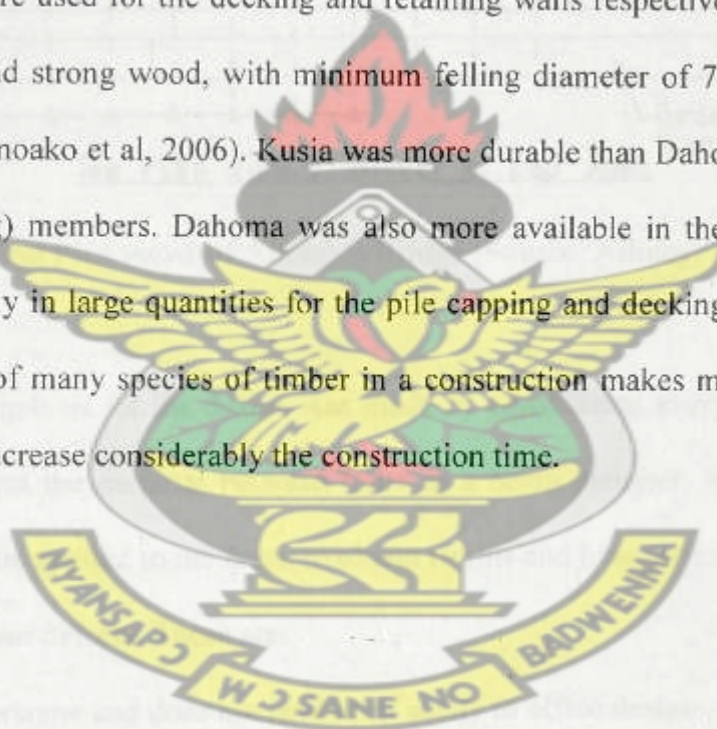 re used for the decking and retaining walls respective
d strong wood, with minimum felling diameter of 7
noako et al, 2006). Kusia was more durable than Daho
g) members. Dahoma was also more available in the
y in large quantities for the pile capping and decking
of many species of timber in a construction makes m
crease considerably the construction time.
NYANSAPƆ WƆSANE NO BADWENMA